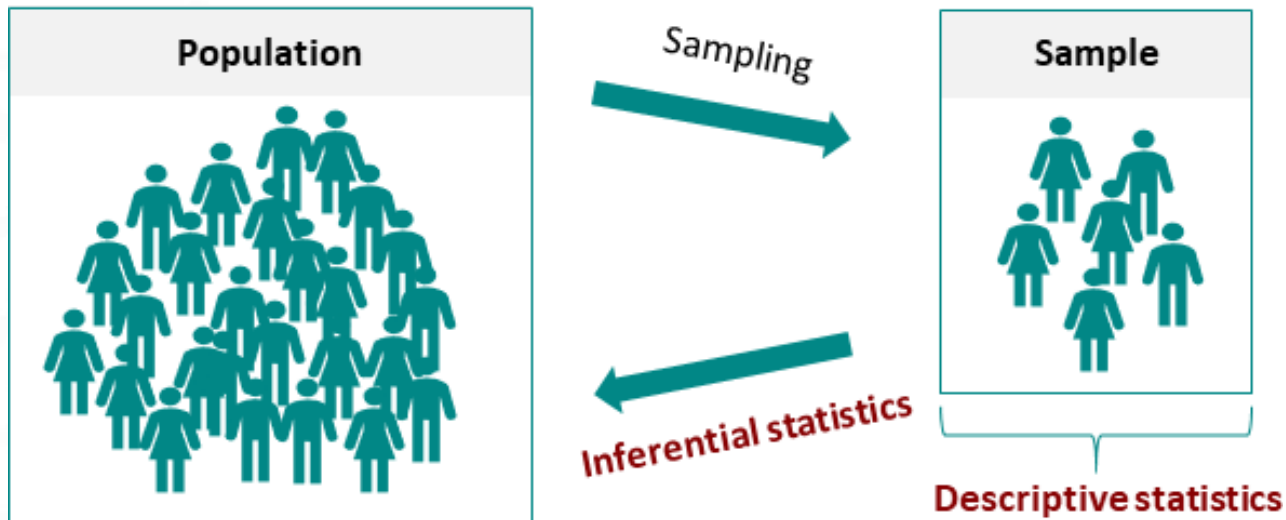 Population
Sampling
Sample
Inferential statistics
Descriptive statistics